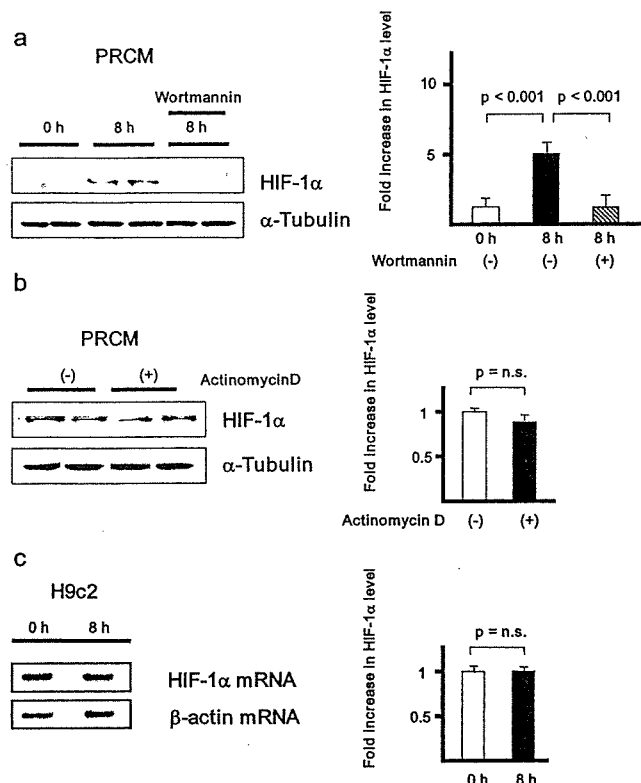 a
PRCM
Wortmannin
0 h 8 h 8 h
HIF-1α
α-Tubulin
Fold Increase in HIF-1α level
10
5
p < 0.001 p < 0.001
0 h 8 h 8 h
Wortmannin (-) (-) (+)
b
PRCM
(-) (+) ActinomycinD
HIF-1α
α-Tubulin
Fold Increase in HIF-1α level
p = n.s.
1
0.5
Actinomycin D (-) (+)
c
H9c2
0 h 8 h
HIF-1α mRNA
β-actin mRNA
Fold Increase in HIF-1α level
p = n.s.
1
0.5
0 h 8 h